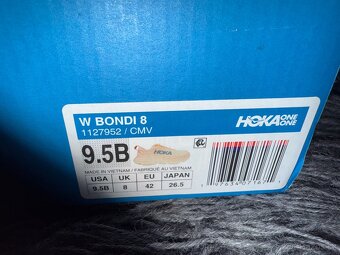 W BONDI 8
1127952 / CMV
HOKA ONE ONE
9.5B
HOKA
MADE IN VIETNAM / FABRIQUÉ AU VIETNAM
USA UK EU JAPAN
9.5B 8 42 26.5